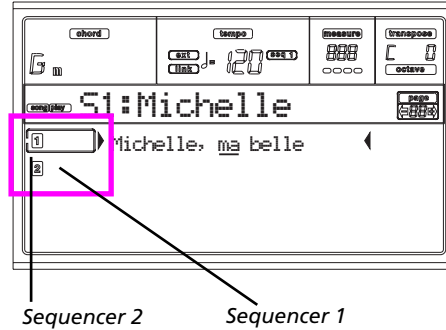 chord tempo measure transpose
G m ext link ♩= 120 seq 1 888 C 0
octave
song play S1:Michelle page
1 Michelle, ma belle
2
Sequencer 2 Sequencer 1